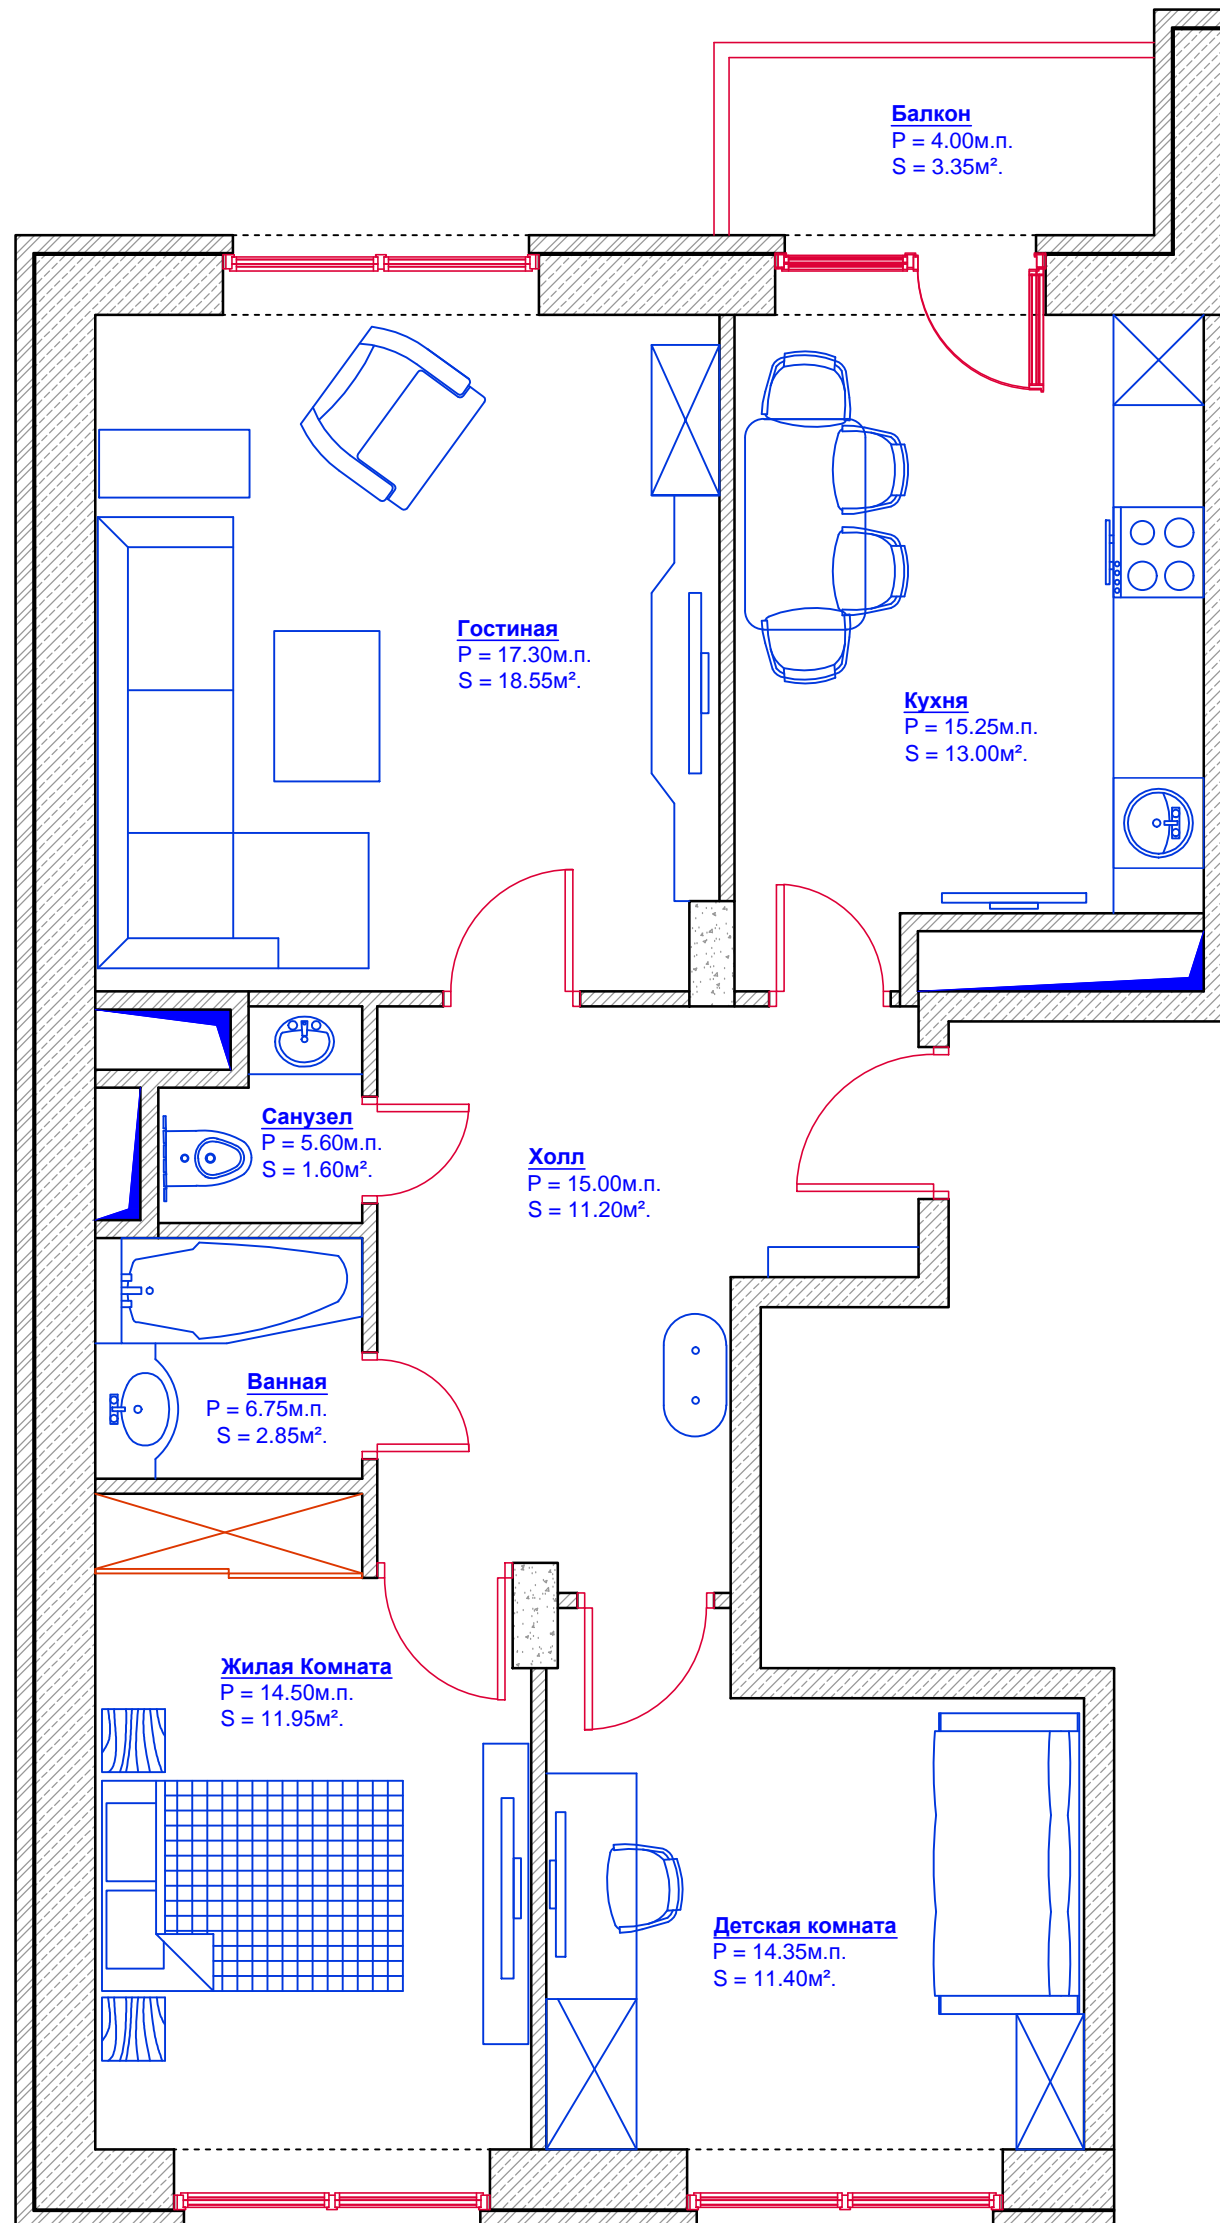 Балкон
P = 4.00м.п.
S = 3.35м².
Гостиная
P = 17.30м.п.
S = 18.55м².
Кухня
P = 15.25м.п.
S = 13.00м².
Санузел
P = 5.60м.п.
S = 1.60м².
Холл
P = 15.00м.п.
S = 11.20м².
Ванная
P = 6.75м.п.
S = 2.85м².
Жилая Комната
P = 14.50м.п.
S = 11.95м².
Детская комната
P = 14.35м.п.
S = 11.40м².